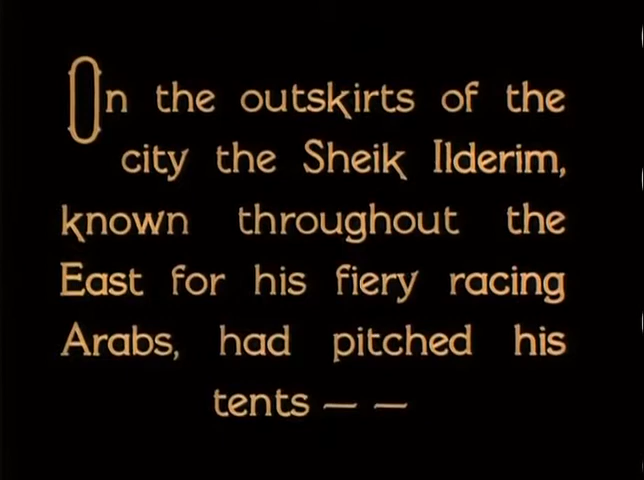 On the outskirts of the
city the Sheik Ilderim,
known throughout the
East for his fiery racing
Arabs, had pitched his
tents — —